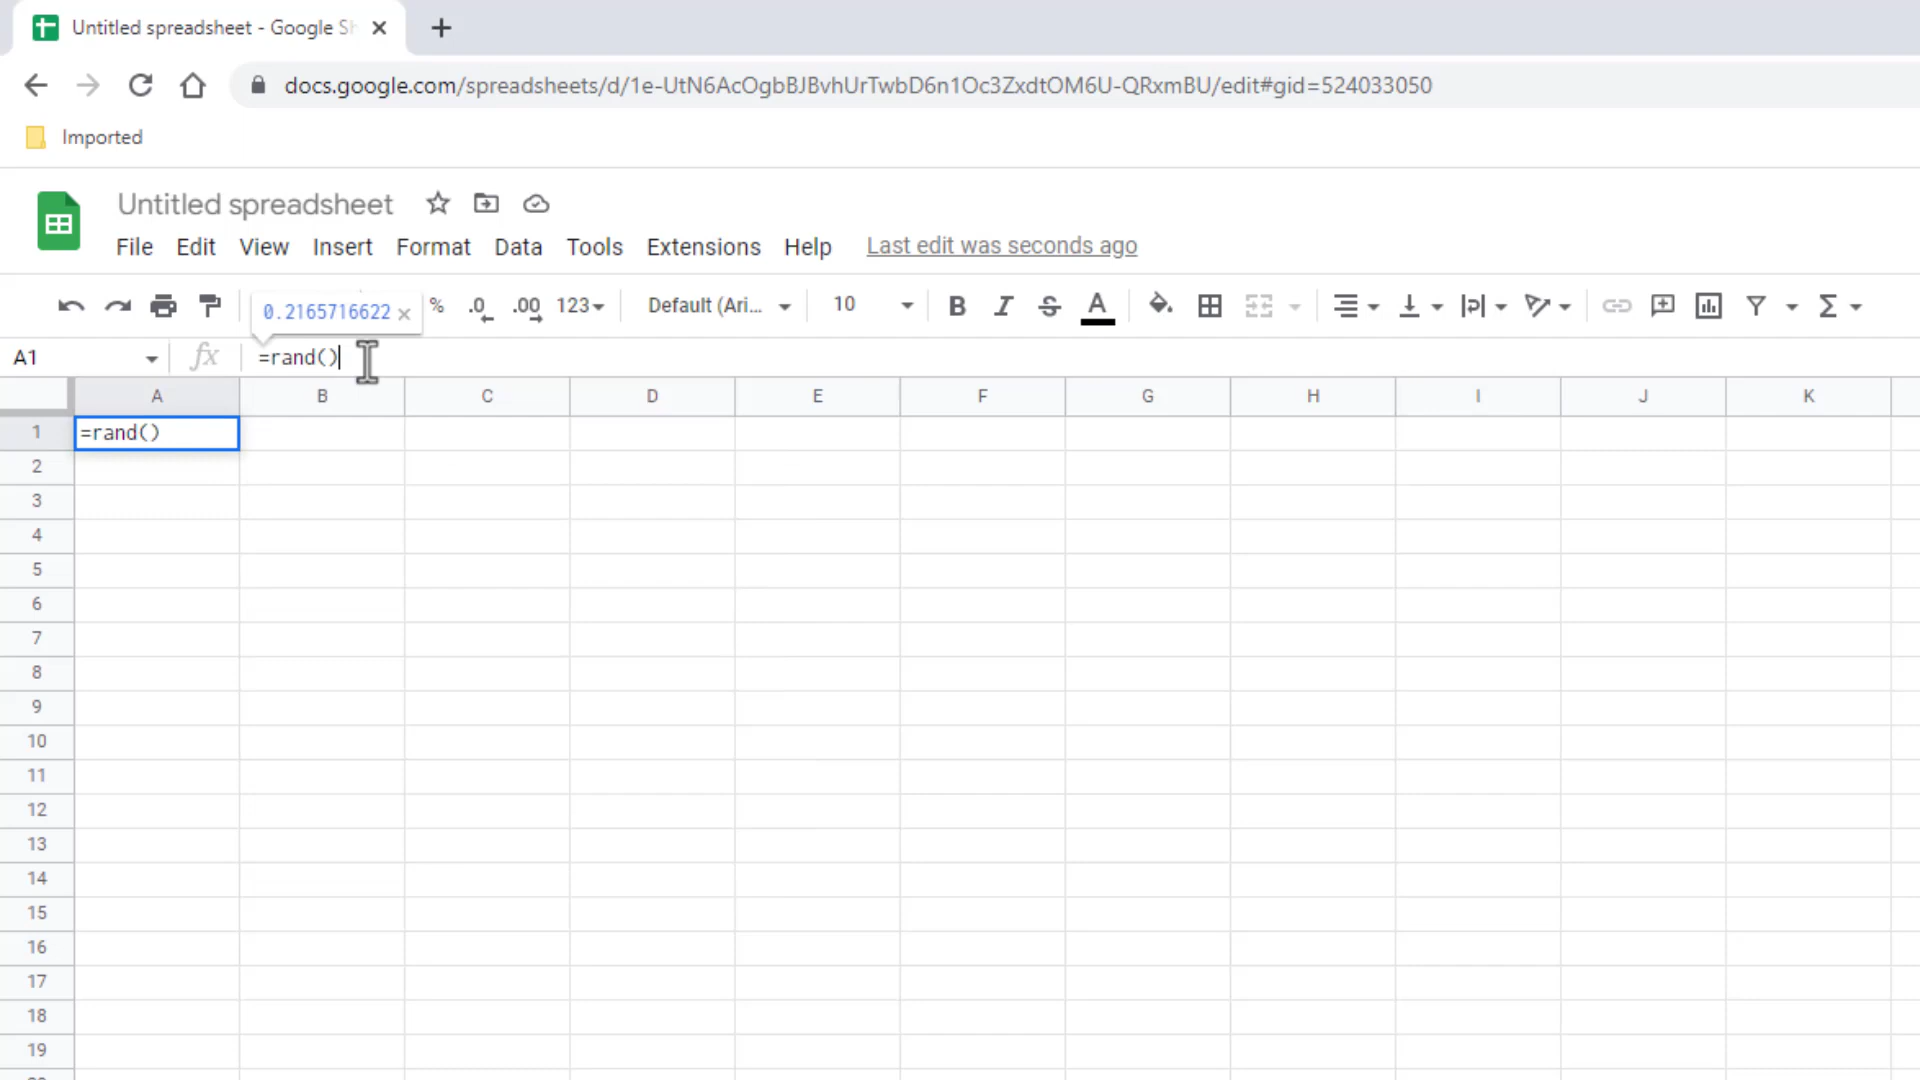 Untitled spreadsheet - Google Sh
docs.google.com/spreadsheets/d/1e-UtN6AcOgbBJBvhUrTwbD6n1Oc3ZxdtOM6U-QRxmBU/edit#gid=524033050
Imported
Untitled spreadsheet
File Edit View Insert Format Data Tools Extensions Help Last edit was seconds ago
0.2165716622 × % .0 .00 123 Default (Ari... 10 B I S A Σ
A1 fx =rand()
A B C D E F G H I J K
1 =rand()
2
3
4
5
6
7
8
9
10
11
12
13
14
15
16
17
18
19